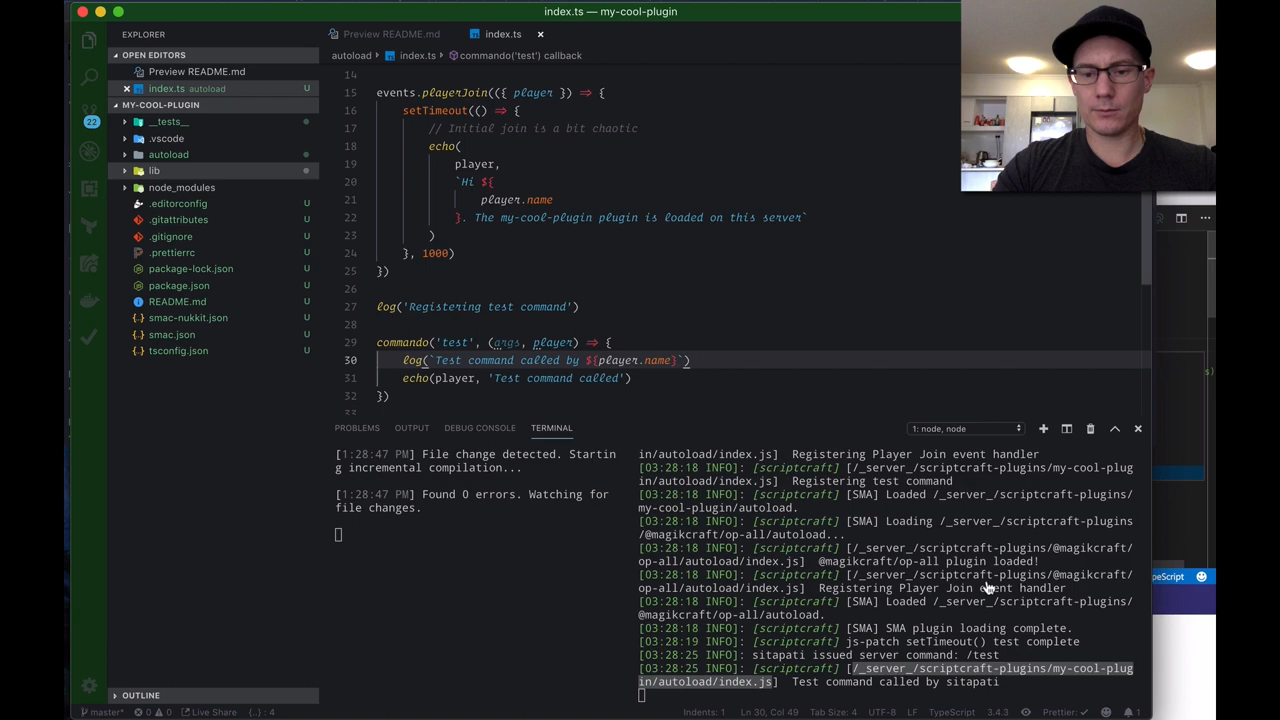 index.ts — my-cool-plugin
EXPLORER
OPEN EDITORS
Preview README.md
index.ts autoload U
MY-COOL-PLUGIN
__tests__
.vscode
autoload
lib
node_modules
.editorconfig U
.gitattributes U
.gitignore U
.prettierrc U
package-lock.json U
package.json U
README.md U
smac-nukkit.json U
smac.json U
tsconfig.json U
OUTLINE
22
Preview README.md index.ts
autoload › index.ts › commando('test') callback
14
15 events.playerJoin(({ player }) => {
16 setTimeout(() => {
17 // Initial join is a bit chaotic
18 echo(
19 player,
20 `Hi ${
21 player.name
22 }. The my-cool-plugin plugin is loaded on this server`
23 )
24 }, 1000)
25 })
26
27 log('Registering test command')
28
29 commando('test', (args, player) => {
30 log(`Test command called by ${player.name}`)
31 echo(player, 'Test command called')
32 })
33
PROBLEMS OUTPUT DEBUG CONSOLE TERMINAL 1: node, node
[1:28:47 PM] File change detected. Startin
g incremental compilation...
[1:28:47 PM] Found 0 errors. Watching for
file changes.
in/autoload/index.js] Registering Player Join event handler
[03:28:18 INFO]: [scriptcraft] [/_server_/scriptcraft-plugins/my-cool-plug
in/autoload/index.js] Registering test command
[03:28:18 INFO]: [scriptcraft] [SMA] Loaded /_server_/scriptcraft-plugins/
my-cool-plugin/autoload.
[03:28:18 INFO]: [scriptcraft] [SMA] Loading /_server_/scriptcraft-plugins
/@magikcraft/op-all/autoload...
[03:28:18 INFO]: [scriptcraft] [/_server_/scriptcraft-plugins/@magikcraft/
op-all/autoload/index.js] @magikcraft/op-all plugin loaded!
[03:28:18 INFO]: [scriptcraft] [/_server_/scriptcraft-plugins/@magikcraft/
op-all/autoload/index.js] Registering Player Join event handler
[03:28:18 INFO]: [scriptcraft] [SMA] Loaded /_server_/scriptcraft-plugins/
@magikcraft/op-all/autoload.
[03:28:18 INFO]: [scriptcraft] [SMA] SMA plugin loading complete.
[03:28:19 INFO]: [scriptcraft] js-patch setTimeout() test complete
[03:28:25 INFO]: sitapati issued server command: /test
[03:28:25 INFO]: [scriptcraft] [/_server_/scriptcraft-plugins/my-cool-plug
in/autoload/index.js] Test command called by sitapati
s)
peScript
master* 0 0 Live Share { } : 4 Indents: 1 Ln 30, Col 49 Tab Size: 4 UTF-8 LF TypeScript 3.4.3 Prettier: ✓ 1